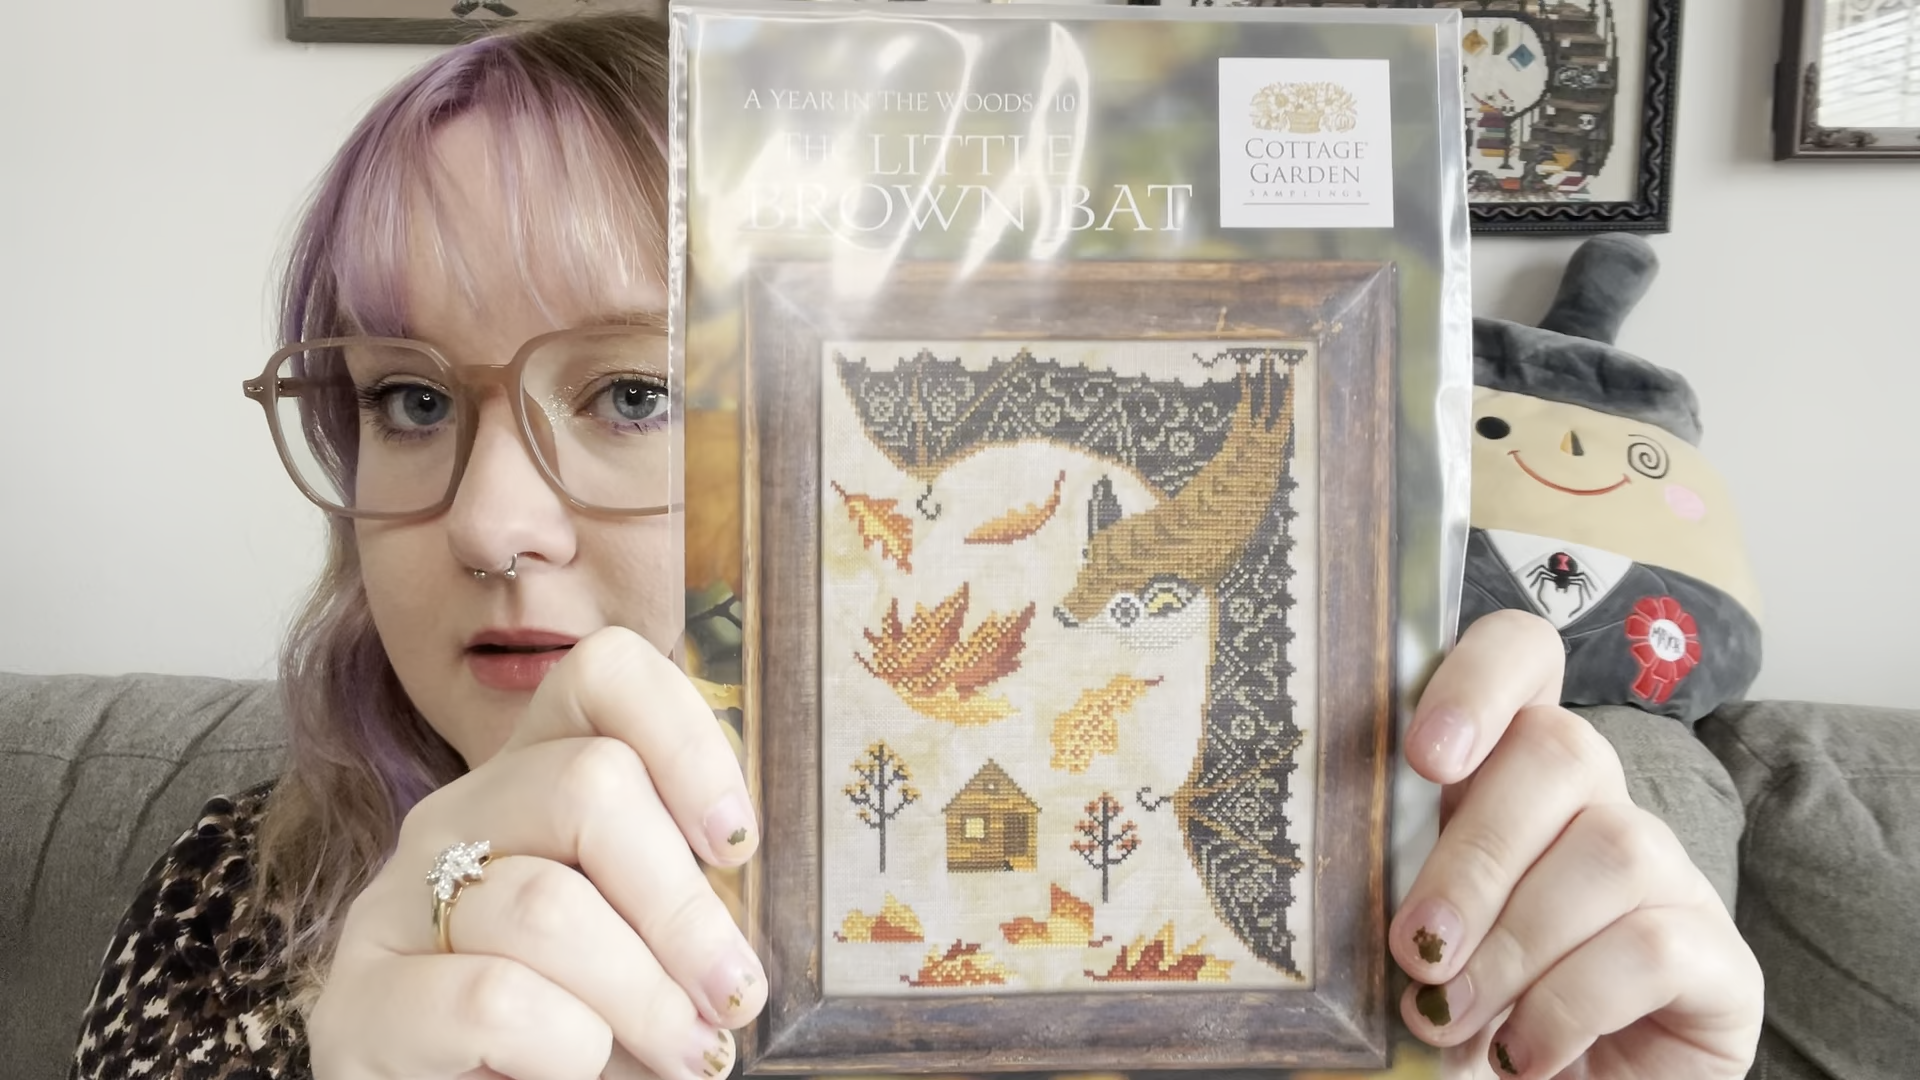 A YEAR IN THE WOODS 10
THE LITTLE
BROWN BAT
COTTAGE
GARDEN
SAMPLINGS